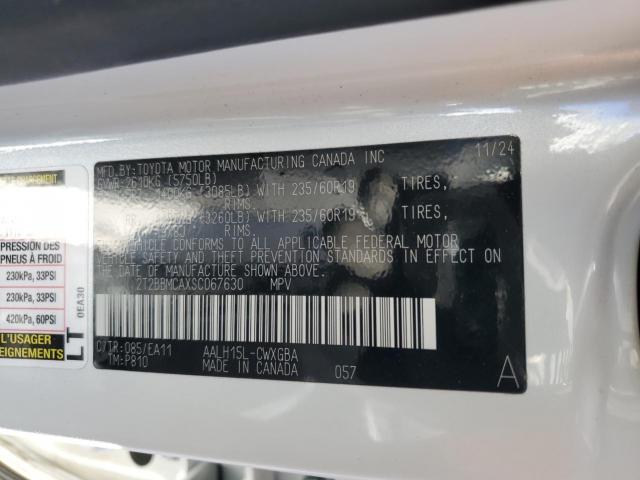 MFD.BY:TOYOTA MOTOR MANUFACTURING CANADA INC 11/24
GVWR 2610KG (5750LB)
(3085LB) WITH 235/60R19 TIRES,
RIMS,
(3260LB) WITH 235/60R19 TIRES,
RIMS.
THIS VEHICLE CONFORMS TO ALL APPLICABLE FEDERAL MOTOR
VEHICLE SAFETY AND THEFT PREVENTION STANDARDS IN EFFECT ON
THE DATE OF MANUFACTURE SHOWN ABOVE.
2T2BBMCAXSC067630 MPV
C/TR:085/EA11 AALH15L-CWXGBA
TM:P810 MADE IN CANADA 057 A
PRESSION DES
PNEUS À FROID
230kPA, 33PSI
230kPA, 33PSI
420kPA, 60PSI
L'USAGER
0EA30
LT